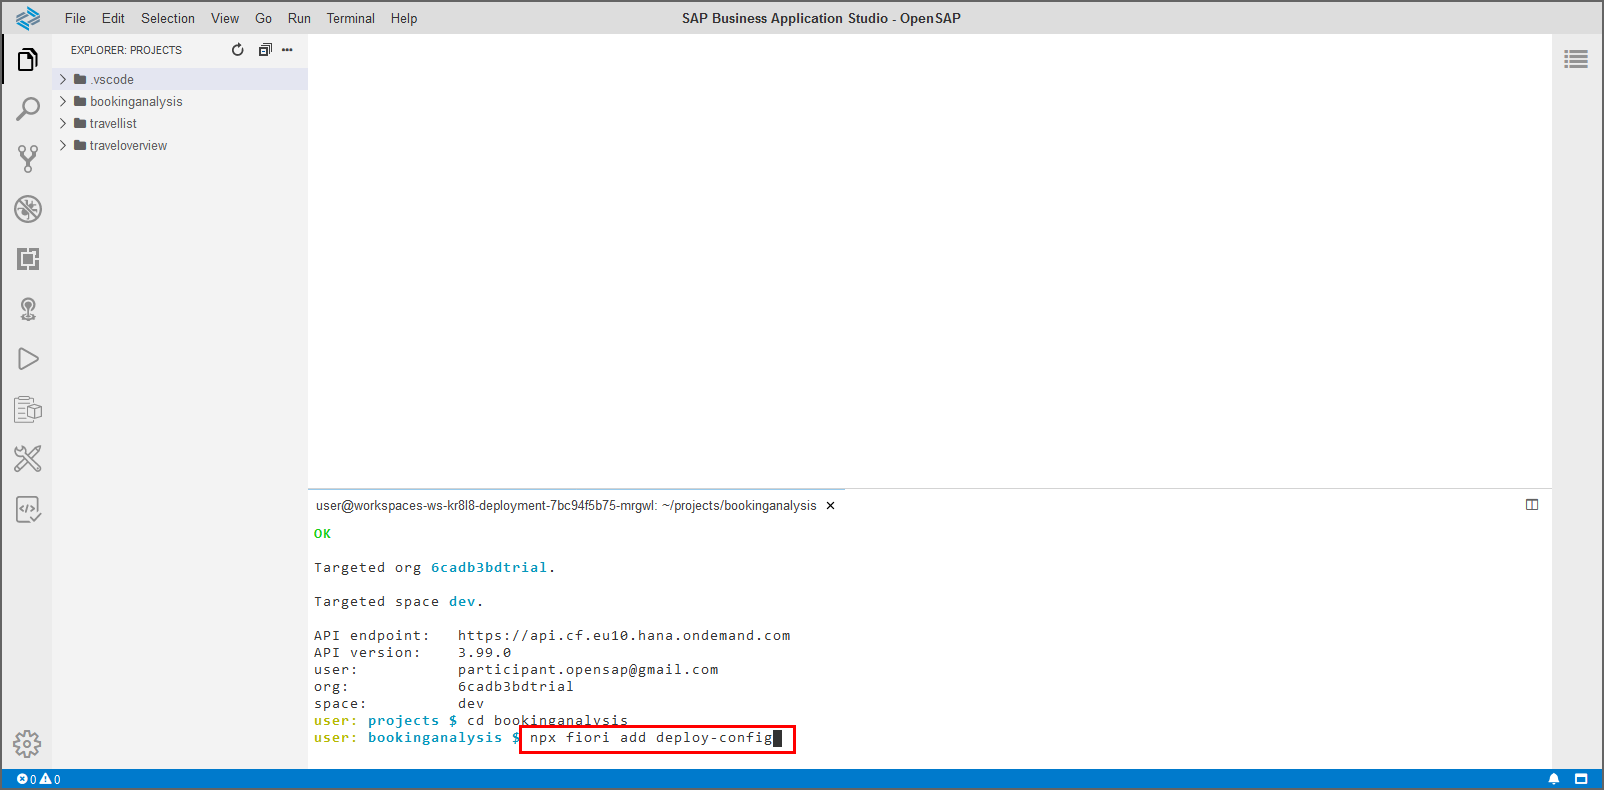 File Edit Selection View Go Run Terminal Help
SAP Business Application Studio - OpenSAP
EXPLORER: PROJECTS
.vscode
bookinganalysis
travellist
traveloverview
user@workspaces-ws-kr8l8-deployment-7bc94f5b75-mrgwl: ~/projects/bookinganalysis
OK
Targeted org 6cadb3bdtrial.
Targeted space dev.
API endpoint: https://api.cf.eu10.hana.ondemand.com
API version: 3.99.0
user: participant.opensap@gmail.com
org: 6cadb3bdtrial
space: dev
user: projects $ cd bookinganalysis
user: bookinganalysis $ npx fiori add deploy-config
0 0